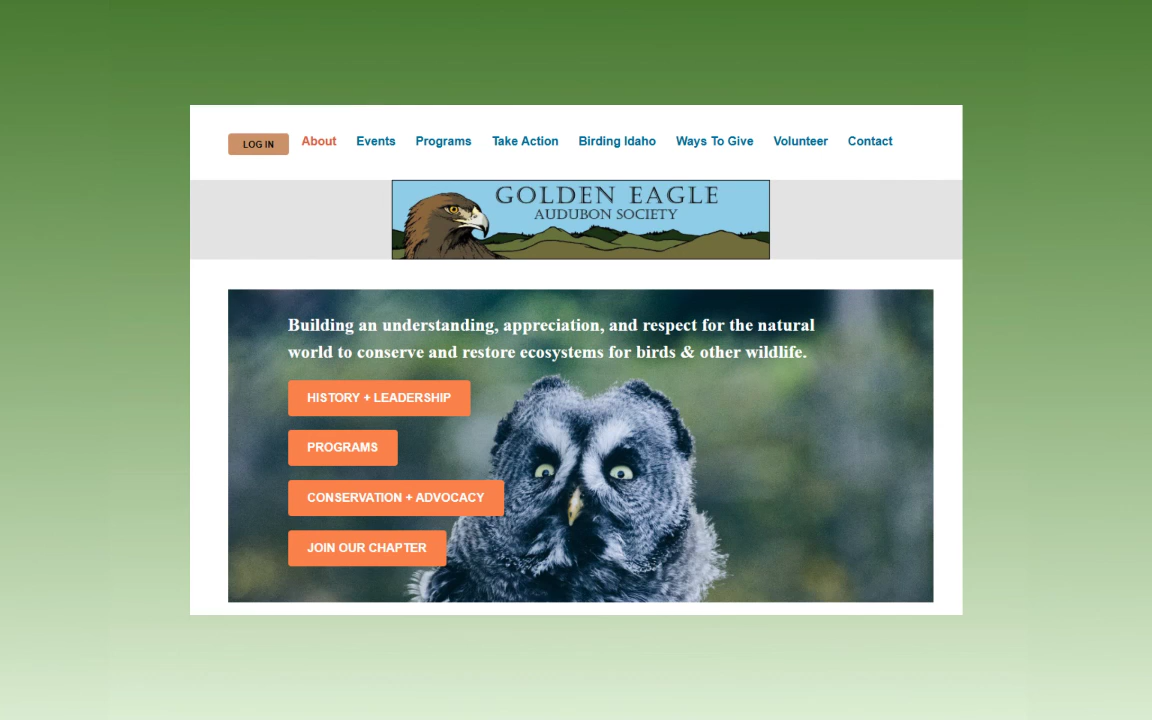 LOG IN
About
Events
Programs
Take Action
Birding Idaho
Ways To Give
Volunteer
Contact
GOLDEN EAGLE
AUDUBON SOCIETY
Building an understanding, appreciation, and respect for the natural
world to conserve and restore ecosystems for birds & other wildlife.
HISTORY + LEADERSHIP
PROGRAMS
CONSERVATION + ADVOCACY
JOIN OUR CHAPTER